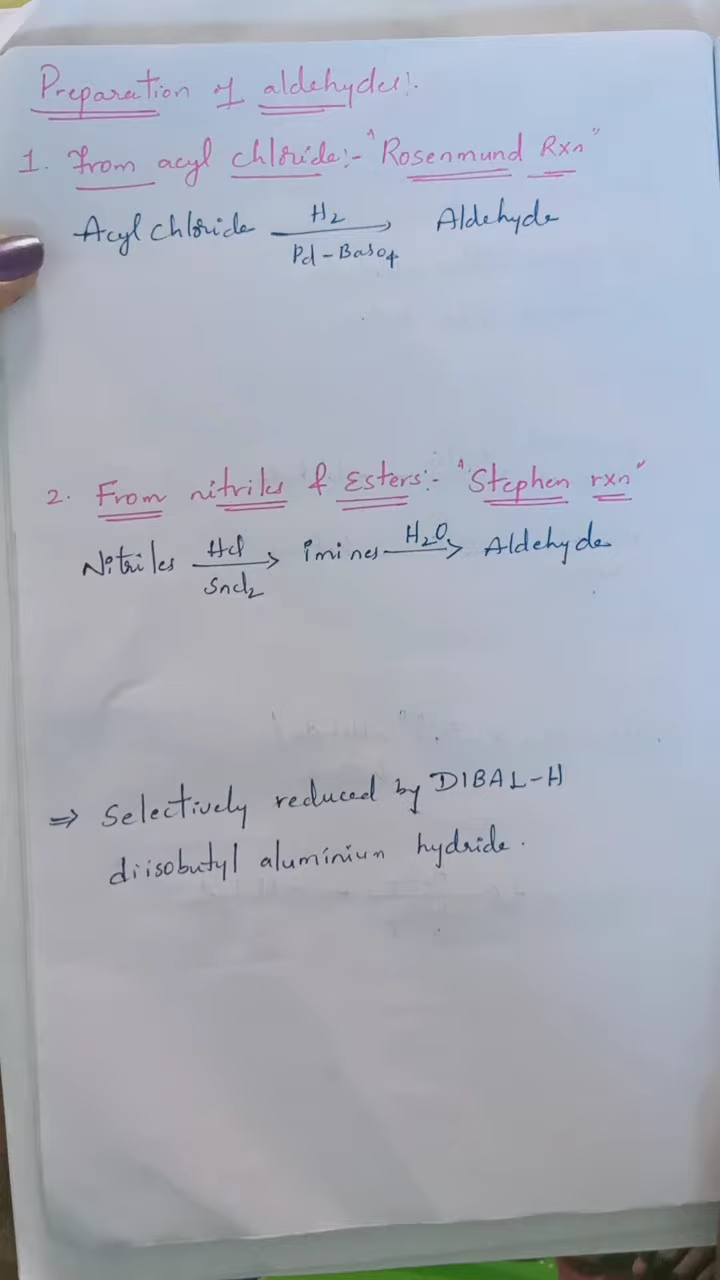 Preparation of aldehydes:-
1. From acyl chloride:- "Rosenmund Rxn"
Acyl chloride H2 Pd-BaSO4 → Aldehyde
2. From nitriles & Esters:- "Stephen rxn"
Nitriles HCl SnCl2 → imines H2O → Aldehyde
⇒ Selectively reduced by DIBAL-H
diisobutyl aluminium hydride.